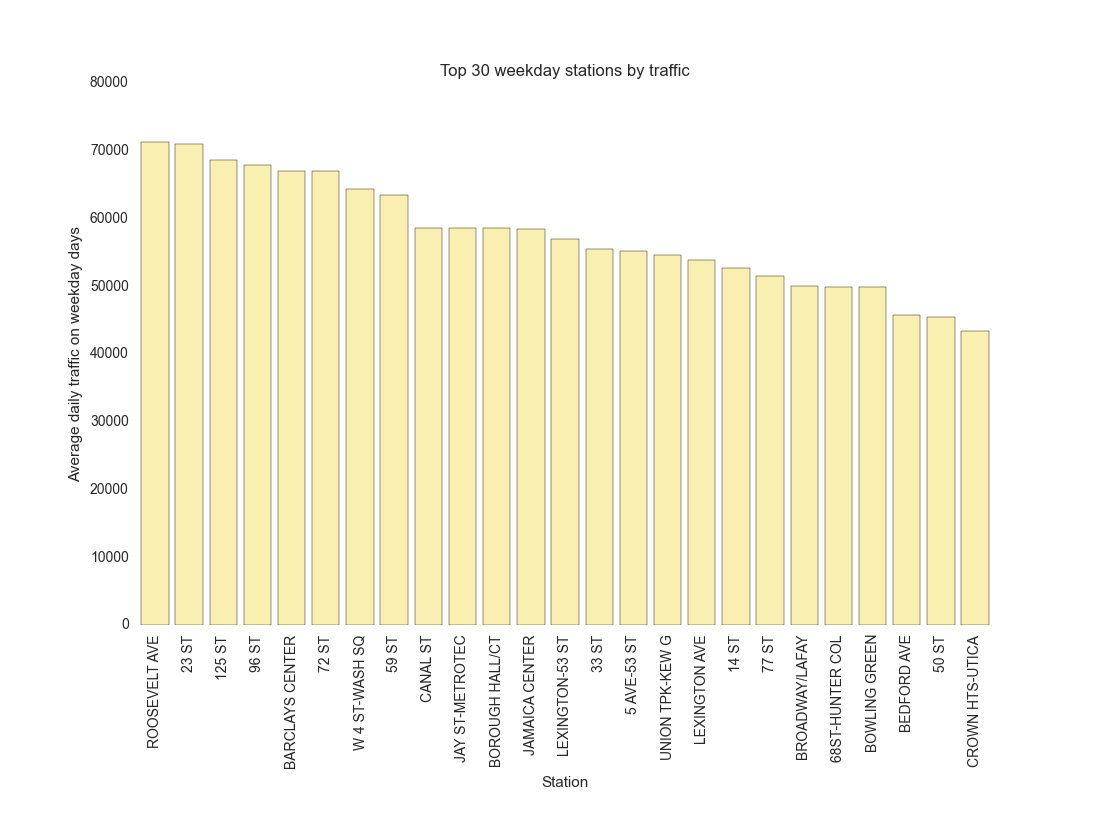 Top 30 weekday stations by traffic
80000
70000
60000
50000
40000
30000
20000
10000
0
Average daily traffic on weekday days
ROOSEVELT AVE
23 ST
125 ST
96 ST
BARCLAYS CENTER
72 ST
W 4 ST-WASH SQ
59 ST
CANAL ST
JAY ST-METROTEC
BOROUGH HALL/CT
JAMAICA CENTER
LEXINGTON-53 ST
33 ST
5 AVE-53 ST
UNION TPK-KEW G
LEXINGTON AVE
14 ST
77 ST
BROADWAY/LAFAY
68ST-HUNTER COL
BOWLING GREEN
BEDFORD AVE
50 ST
CROWN HTS-UTICA
Station